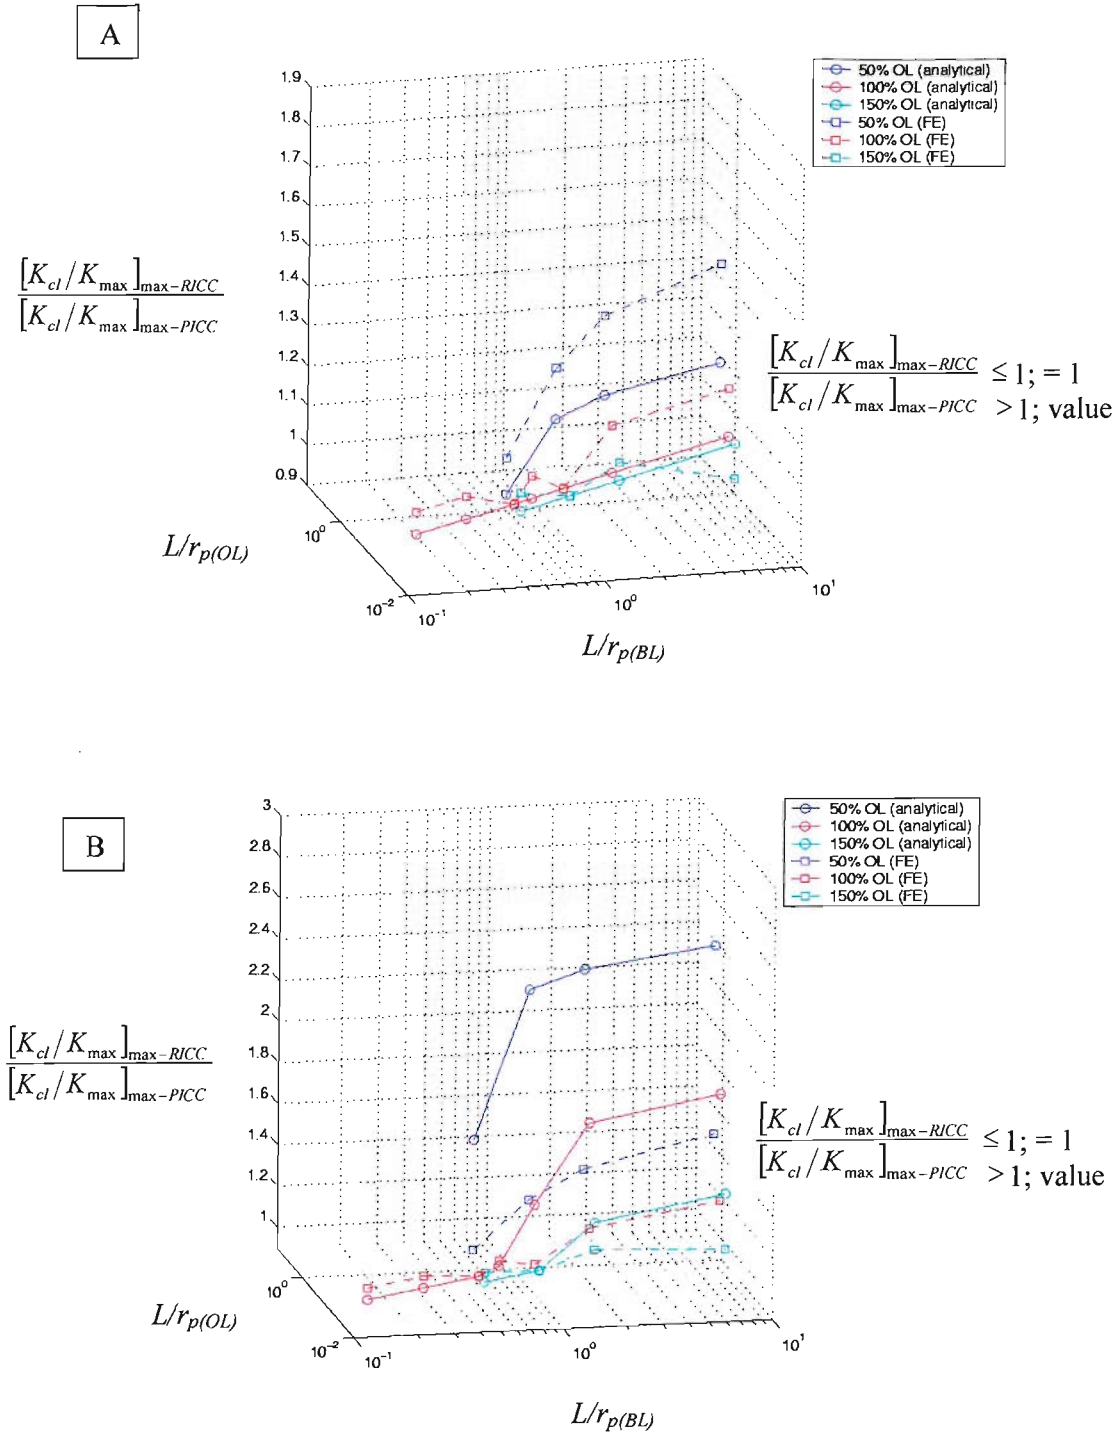 A
50% OL (analytical)
100% OL (analytical)
150% OL (analytical)
50% OL (FE)
100% OL (FE)
150% OL (FE)
1.9
1.8
1.7
1.6
1.5
1.4
1.3
1.2
1.1
1
0.9
[K_cl/K_max]_max-RICC
[K_cl/K_max]_max-PICC
[K_cl/K_max]_max-RICC ≤ 1; = 1
[K_cl/K_max]_max-PICC > 1; value
10^0
L/r_p(OL)
10^-2
10^-1
10^0
10^1
L/r_p(BL)
B
50% OL (analytical)
100% OL (analytical)
150% OL (analytical)
50% OL (FE)
100% OL (FE)
150% OL (FE)
3
2.8
2.6
2.4
2.2
2
1.8
1.6
1.4
1.2
1
[K_cl/K_max]_max-RICC
[K_cl/K_max]_max-PICC
[K_cl/K_max]_max-RICC ≤ 1; = 1
[K_cl/K_max]_max-PICC > 1; value
10^0
L/r_p(OL)
10^-2
10^-1
10^0
10^1
L/r_p(BL)